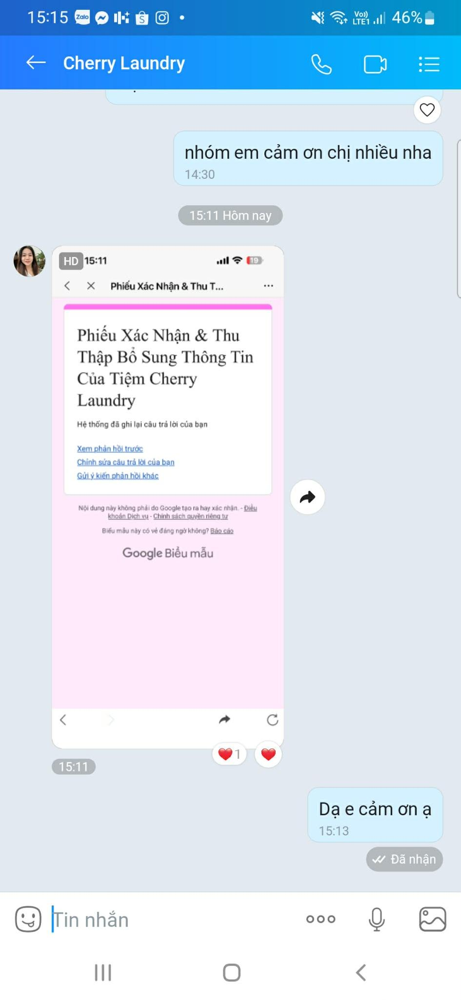 15:15 Zalo Vo)) LTE1 46%
Cherry Laundry
nhóm em cảm ơn chị nhiều nha
14:30
15:11 Hôm nay
HD 15:11 19
Phiếu Xác Nhận & Thu T...
Phiếu Xác Nhận & Thu
Thập Bổ Sung Thông Tin
Của Tiệm Cherry
Laundry
Hệ thống đã ghi lại câu trả lời của bạn
Xem phản hồi trước
Chỉnh sửa câu trả lời của bạn
Gửi ý kiến phản hồi khác
Nội dung này không phải do Google tạo ra hay xác nhận. - Điều
khoản Dịch vụ - Chính sách quyền riêng tư
Biểu mẫu này có vẻ đáng ngờ không? Báo cáo
Google Biểu mẫu
1
15:11
Dạ e cảm ơn ạ
15:13
Đã nhận
Tin nhắn